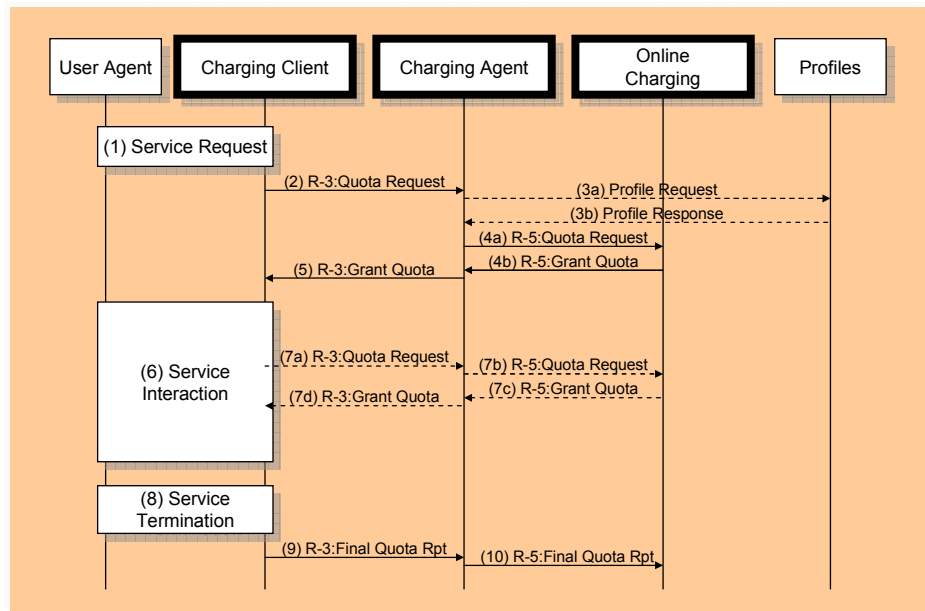 User Agent
Charging Client
Charging Agent
Online
Charging
Profiles
(1) Service Request
(2) R-3:Quota Request
(3a) Profile Request
(3b) Profile Response
(4a) R-5:Quota Request
(4b) R-5:Grant Quota
(5) R-3:Grant Quota
(6) Service
Interaction
(7a) R-3:Quota Request
(7b) R-5:Quota Request
(7c) R-5:Grant Quota
(7d) R-3:Grant Quota
(8) Service
Termination
(9) R-3:Final Quota Rpt
(10) R-5:Final Quota Rpt